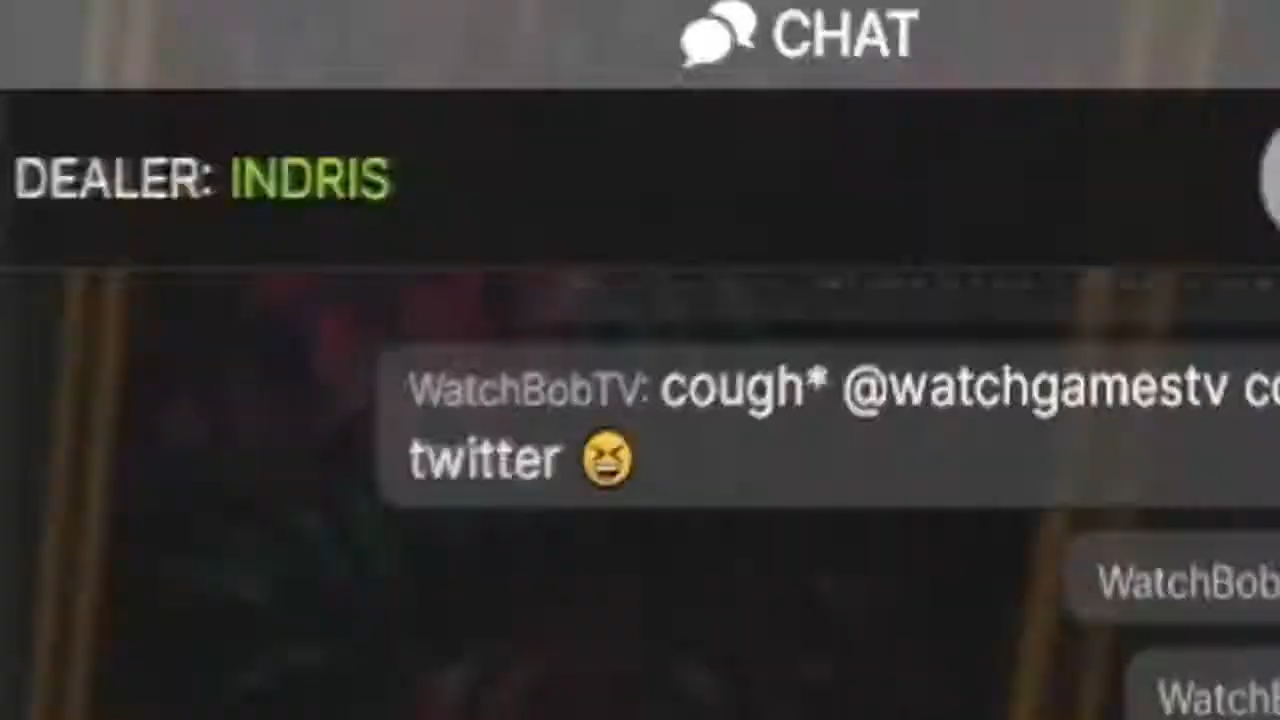 CHAT
DEALER: INDRIS
WatchBobTV: cough* @watchgamestv
twitter 😆